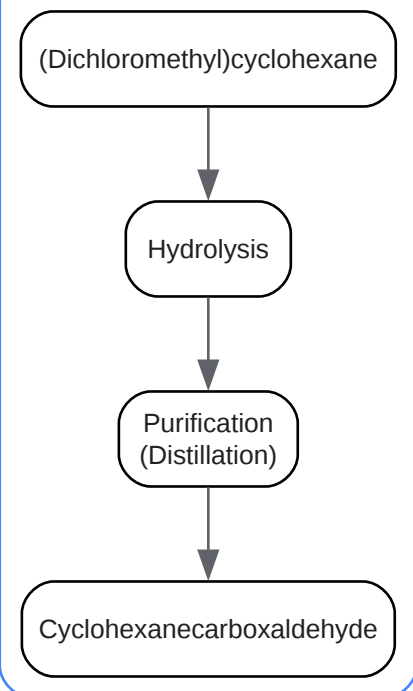 (Dichloromethyl)cyclohexane
Hydrolysis
Purification
(Distillation)
Cyclohexanecarboxaldehyde